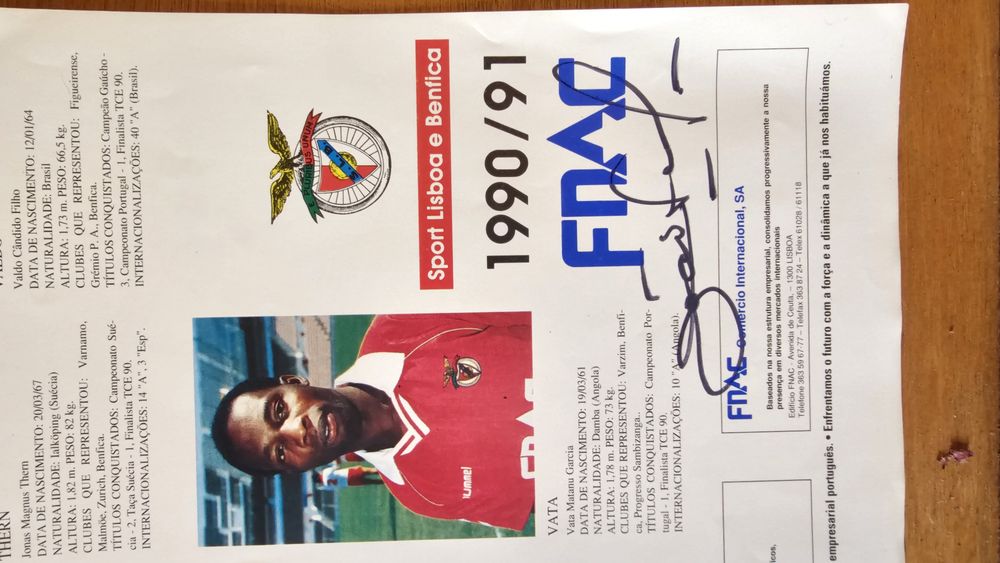 THERN
Jonas Magnus Thern
DATA DE NASCIMENTO: 20/03/67
NATURALIDADE: Ialköping (Suécia)
ALTURA: 1,82 m. PESO: 82 kg.
CLUBES QUE REPRESENTOU: Varnamo,
Malmöe, Zurich, Benfica.
TÍTULOS CONQUISTADOS: Campeonato Sué-
cia - 2, Taça Suécia - 1, Finalista TCE 90.
INTERNACIONALIZAÇÕES: 14 "A", 3 "Esp".
hummel
FNAC
VATA
Vata Matanu Garcia
DATA DE NASCIMENTO: 19/03/61
NATURALIDADE: Damba (Angola)
ALTURA: 1,78 m. PESO: 73 kg.
CLUBES QUE REPRESENTOU: Varzim, Benfi-
ca, Progresso Sambizanga..
TÍTULOS CONQUISTADOS: Campeonato Por-
tugal - 1, Finalista TCE 90.
INTERNACIONALIZAÇÕES: 10 "A" (Angola).
Valdo Cândido Filho
DATA DE NASCIMENTO: 12/01/64
NATURALIDADE: Brasil
ALTURA: 1,73 m. PESO: 66,5 kg.
CLUBES QUE REPRESENTOU: Figueirense,
Grémio P. A., Benfica.
TÍTULOS CONQUISTADOS: Campeão Gaúcho -
3, Campeonato Portugal - 1, Finalista TCE 90.
INTERNACIONALIZAÇÕES: 40 "A" (Brasil).
E PLURIBUS UNUM
S.L.B
Sport Lisboa e Benfica
1990/91
FNAC
FNAC Comércio Internacional, SA
Baseados na nossa estrutura empresarial, consolidamos progressivamente a nossa
presença em diversos mercados internacionais
Edifício FNAC - Avenida de Ceuta, – 1300 LISBOA
Telefone 363 59 67-77 – Telefax 363 87 24 – Telex 61028 / 61118
icos,
empresarial português. • Enfrentamos o futuro com a força e a dinâmica a que já nos habituámos.